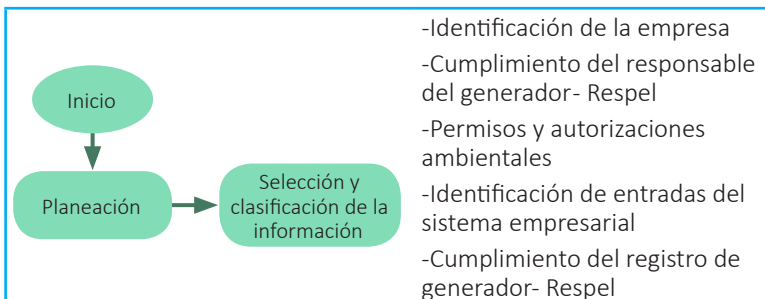 Inicio
Planeación
Selección y
clasificación de la
información
-Identificación de la empresa
-Cumplimiento del responsable
del generador- Respel
-Permisos y autorizaciones
ambientales
-Identificación de entradas del
sistema empresarial
-Cumplimiento del registro de
generador- Respel